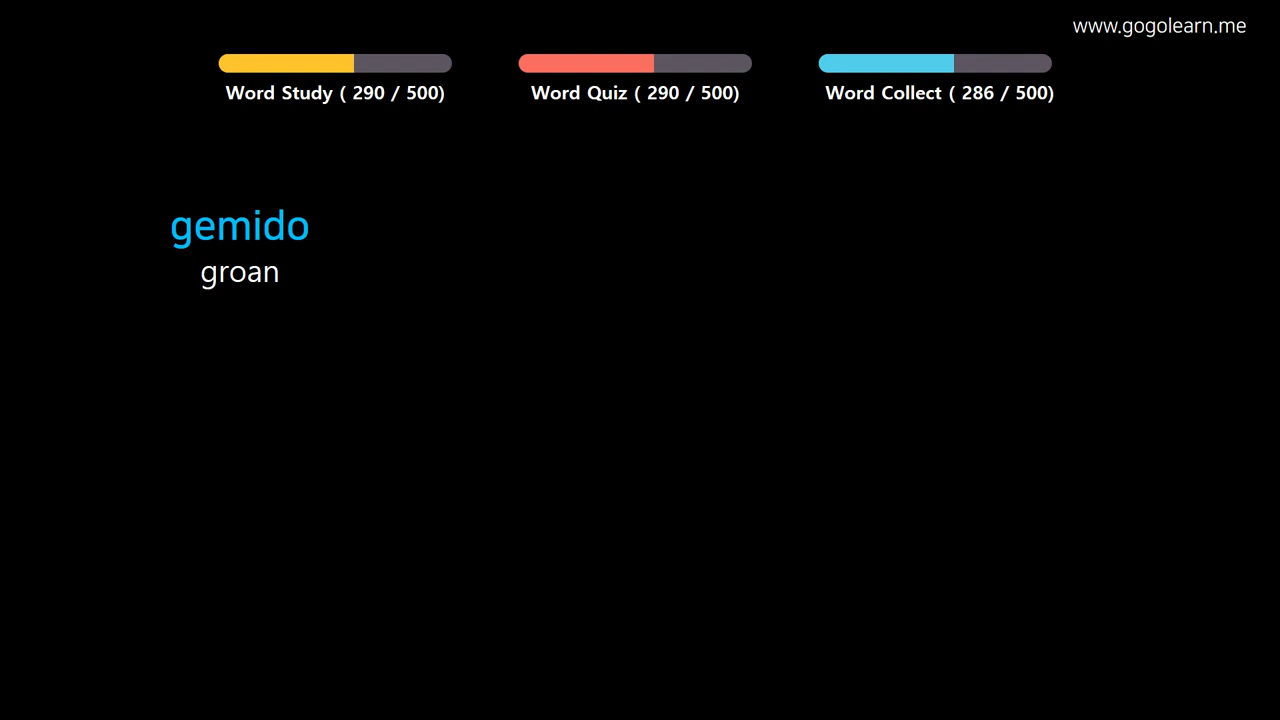 www.gogolearn.me
Word Study ( 290 / 500)
Word Quiz ( 290 / 500)
Word Collect ( 286 / 500)
gemido
groan